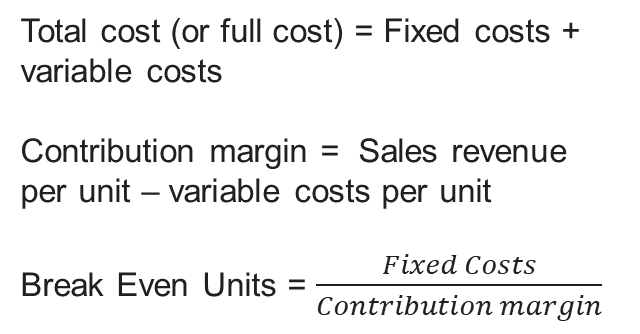 Total cost (or full cost) = Fixed costs +
variable costs
Contribution margin = Sales revenue
per unit – variable costs per unit
Break Even Units = Fixed Costs
Contribution margin